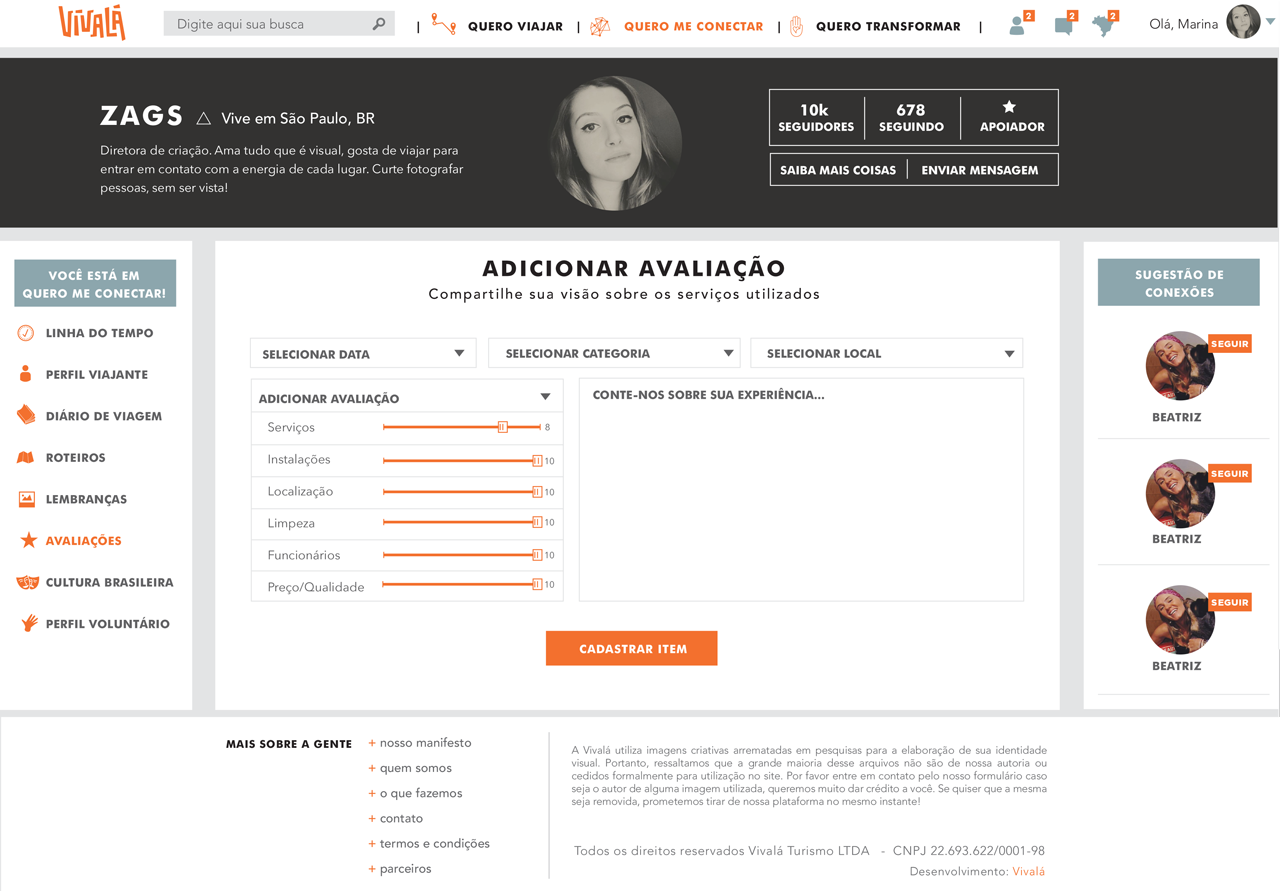 VIVALÁ
Digite aqui sua busca
| QUERO VIAJAR | QUERO ME CONECTAR | QUERO TRANSFORMAR |
2 2 2
Olá, Marina
ZAGS Vive em São Paulo, BR
Diretora de criação. Ama tudo que é visual, gosta de viajar para
entrar em contato com a energia de cada lugar. Curte fotografar
pessoas, sem ser vista!
10k 678
SEGUIDORES SEGUINDO APOIADOR
SAIBA MAIS COISAS ENVIAR MENSAGEM
VOCÊ ESTÁ EM
QUERO ME CONECTAR!
LINHA DO TEMPO
PERFIL VIAJANTE
DIÁRIO DE VIAGEM
ROTEIROS
LEMBRANÇAS
AVALIAÇÕES
CULTURA BRASILEIRA
PERFIL VOLUNTÁRIO
ADICIONAR AVALIAÇÃO
Compartilhe sua visão sobre os serviços utilizados
SELECIONAR DATA SELECIONAR CATEGORIA SELECIONAR LOCAL
ADICIONAR AVALIAÇÃO
Serviços 8
Instalações 10
Localização 10
Limpeza 10
Funcionários 10
Preço/Qualidade 10
CONTE-NOS SOBRE SUA EXPERIÊNCIA...
CADASTRAR ITEM
SUGESTÃO DE
CONEXÕES
SEGUIR
BEATRIZ
SEGUIR
BEATRIZ
SEGUIR
BEATRIZ
MAIS SOBRE A GENTE
+ nosso manifesto
+ quem somos
+ o que fazemos
+ contato
+ termos e condições
+ parceiros
A Vivalá utiliza imagens criativas arrematadas em pesquisas para a elaboração de sua identidade
visual. Portanto, ressaltamos que a grande maioria desse arquivos não são de nossa autoria ou
cedidos formalmente para utilização no site. Por favor entre em contato pelo nosso formulário caso
seja o autor de alguma imagem utilizada, queremos muito dar crédito a você. Se quiser que a mesma
seja removida, prometemos tirar de nossa plataforma no mesmo instante!
Todos os direitos reservados Vivalá Turismo LTDA - CNPJ 22.693.622/0001-98
Desenvolvimento: Vivalá